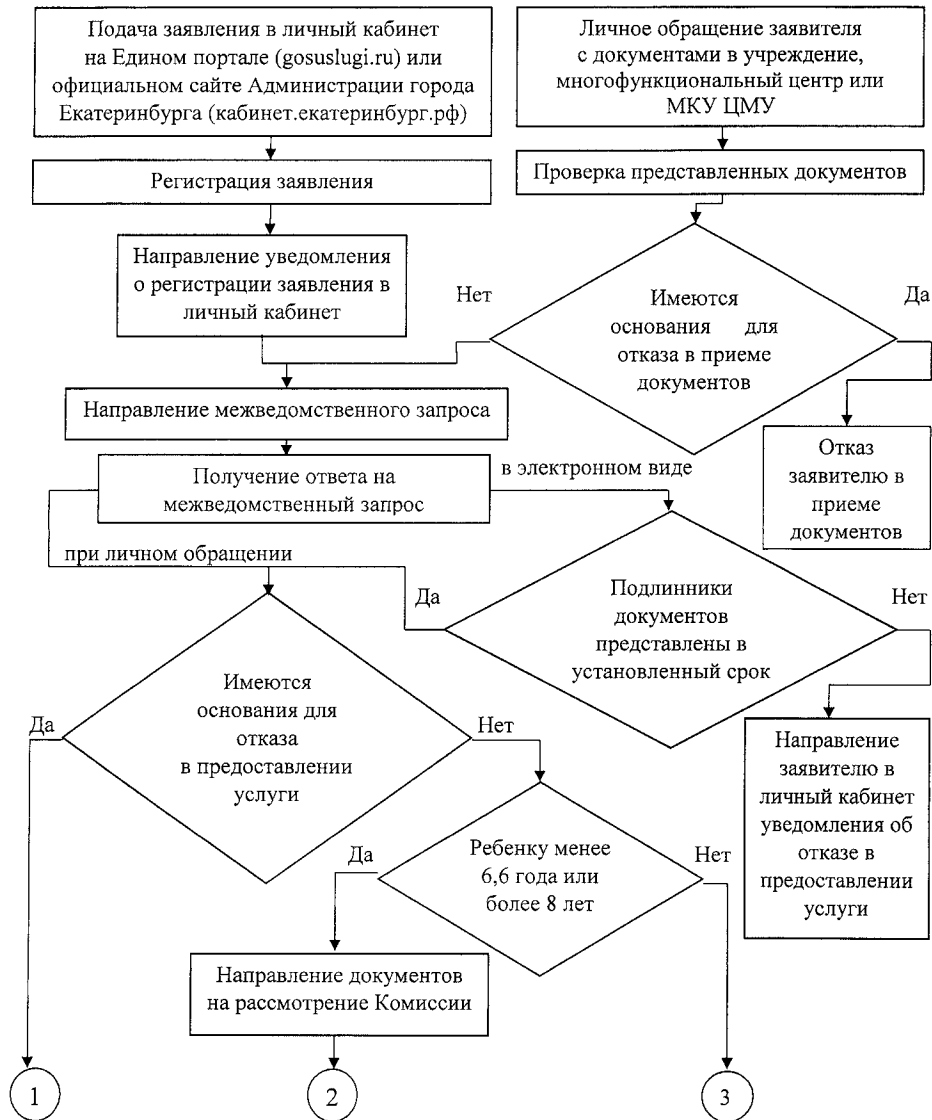 Подача заявления в личный кабинет
на Едином портале (gosuslugi.ru) или
официальном сайте Администрации города
Екатеринбурга (кабинет.екатеринбург.рф)
Личное обращение заявителя
с документами в учреждение,
многофункциональный центр или
МКУ ЦМУ
Регистрация заявления
Проверка представленных документов
Направление уведомления
о регистрации заявления в
личный кабинет
Нет
Имеются
основания для
отказа в приеме
документов
Да
Направление межведомственного запроса
Отказ
заявителю в
приеме
документов
Получение ответа на
межведомственный запрос
в электронном виде
при личном обращении
Да
Подлинники
документов
представлены в
установленный срок
Нет
Да
Имеются
основания для
отказа
в предоставлении
услуги
Нет
Направление
заявителю в
личный кабинет
уведомления об
отказе в
предоставлении
услуги
Да
Ребенку менее
6,6 года или
более 8 лет
Нет
Направление документов
на рассмотрение Комиссии
1
2
3